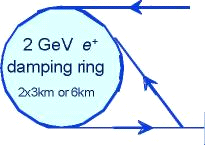 2 GeV e⁺
damping ring
2x3km or 6km